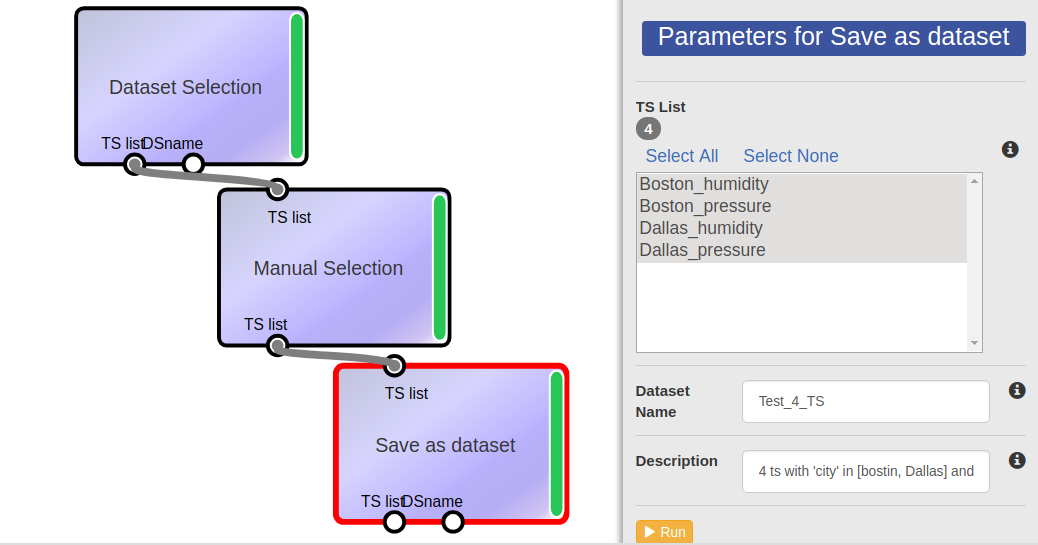 Dataset Selection
TS list DSname
TS list
Manual Selection
TS list
TS list
Save as dataset
TS list DSname
Parameters for Save as dataset
TS List
4
Select All Select None
Boston_humidity
Boston_pressure
Dallas_humidity
Dallas_pressure
Dataset
Name
Test_4_TS
Description
4 ts with 'city' in [bostin, Dallas] and
Run